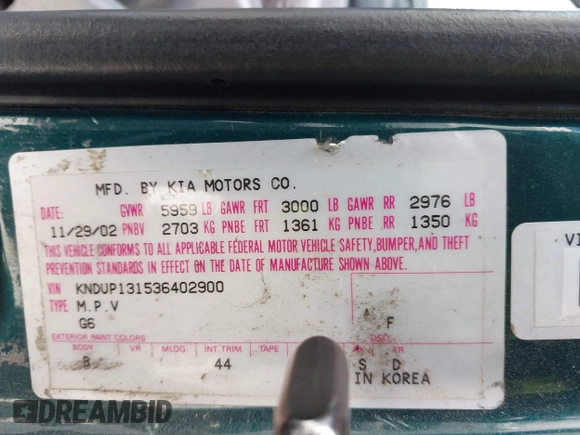 MFD. BY KIA MOTORS CO.
DATE: GVWR 5959 LB GAWR FRT 3000 LB GAWR RR 2976 LB
11/29/02 PNBV 2703 KG PNBE FRT 1361 KG PNBE RR 1350 KG
THIS VEHICLE CONFORMS TO ALL APPLICABLE FÉDERAL MOTOR VEHICLE SAFETY,BUMPER,AND THEFT
PREVENTION STANDARDS IN EFFECT ON THE DATE OF MANUFACTURE SHOWN ABOVE.
VIN KNDUP131536402900
TYPE M.P.V
G6 F
EXTERIOR PAINT COLORS DSO
BODY VR MLDG INT.TRIM TAPE
B 44 S D
IN KOREA
VI
DREAMBID